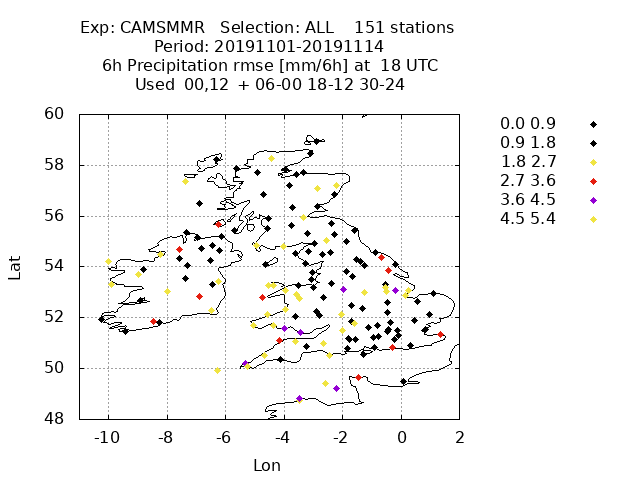 Exp: CAMSMMR Selection: ALL 151 stations
Period: 20191101-20191114
6h Precipitation rmse [mm/6h] at 18 UTC
Used 00,12 + 06-00 18-12 30-24
60
58
56
54
52
50
48
Lat
-10 -8 -6 -4 -2 0 2
Lon
0.0 0.9
0.9 1.8
1.8 2.7
2.7 3.6
3.6 4.5
4.5 5.4